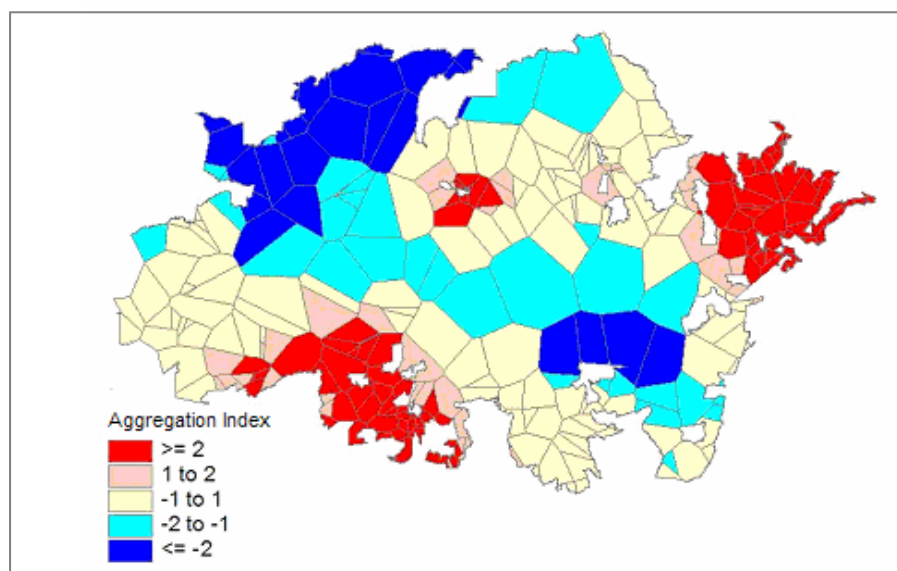 Aggregation Index
>= 2
1 to 2
-1 to 1
-2 to -1
<= -2